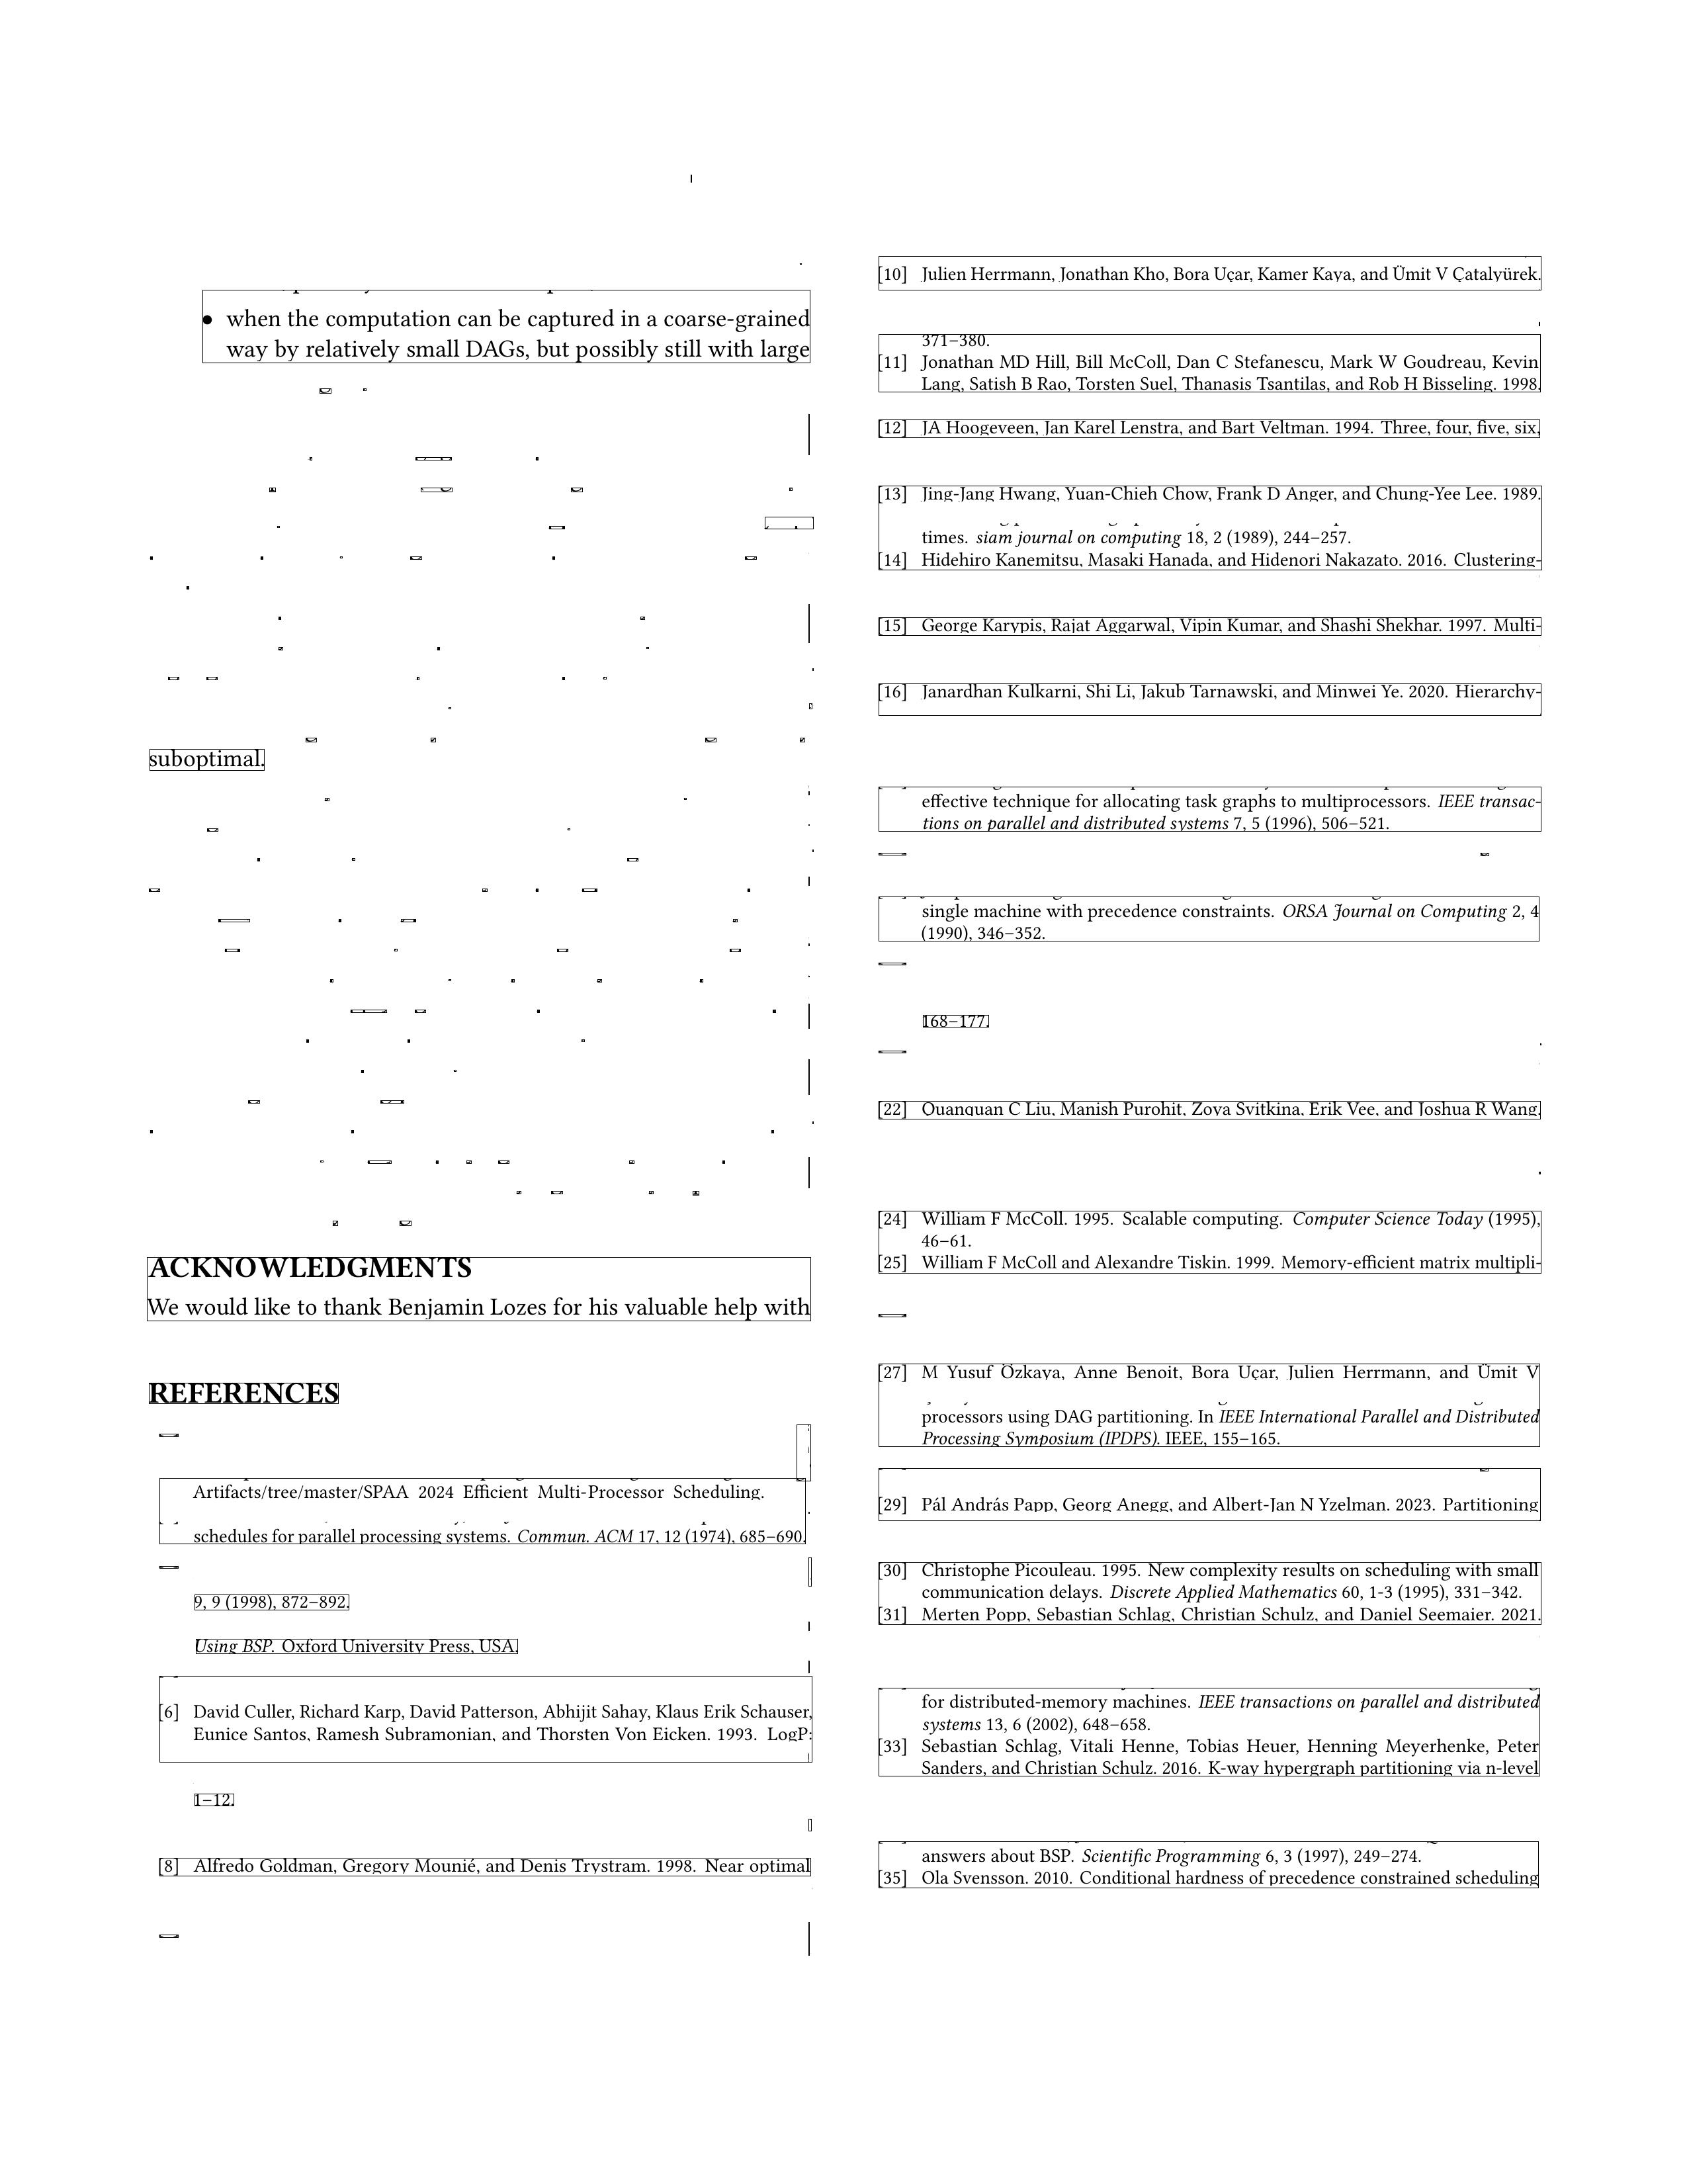 • when the computation can be captured in a coarse-grained
way by relatively small DAGs, but possibly still with large
suboptimal.
ACKNOWLEDGMENTS
We would like to thank Benjamin Lozes for his valuable help with
REFERENCES
Artifacts/tree/master/SPAA 2024 Efficient Multi-Processor Scheduling.
schedules for parallel processing systems. Commun. ACM 17, 12 (1974), 685–690.
9, 9 (1998), 872–892.
Using BSP. Oxford University Press, USA.
[6] David Culler, Richard Karp, David Patterson, Abhijit Sahay, Klaus Erik Schauser,
Eunice Santos, Ramesh Subramonian, and Thorsten Von Eicken. 1993. LogP:
1–12.
[8] Alfredo Goldman, Gregory Mounié, and Denis Trystram. 1998. Near optimal
[10] Julien Herrmann, Jonathan Kho, Bora Uçar, Kamer Kaya, and Ümit V Çatalyürek.
371–380.
[11] Jonathan MD Hill, Bill McColl, Dan C Stefanescu, Mark W Goudreau, Kevin
Lang, Satish B Rao, Torsten Suel, Thanasis Tsantilas, and Rob H Bisseling. 1998.
[12] JA Hoogeveen, Jan Karel Lenstra, and Bart Veltman. 1994. Three, four, five, six,
[13] Jing-Jang Hwang, Yuan-Chieh Chow, Frank D Anger, and Chung-Yee Lee. 1989.
times. siam journal on computing 18, 2 (1989), 244–257.
[14] Hidehiro Kanemitsu, Masaki Hanada, and Hidenori Nakazato. 2016. Clustering-
[15] George Karypis, Rajat Aggarwal, Vipin Kumar, and Shashi Shekhar. 1997. Multi-
[16] Janardhan Kulkarni, Shi Li, Jakub Tarnawski, and Minwei Ye. 2020. Hierarchy-
effective technique for allocating task graphs to multiprocessors. IEEE transac-
tions on parallel and distributed systems 7, 5 (1996), 506–521.
single machine with precedence constraints. ORSA Journal on Computing 2, 4
(1990), 346–352.
168–177.
[22] Quanquan C Liu, Manish Purohit, Zoya Svitkina, Erik Vee, and Joshua R Wang.
[24] William F McColl. 1995. Scalable computing. Computer Science Today (1995),
46–61.
[25] William F McColl and Alexandre Tiskin. 1999. Memory-efficient matrix multipli-
[27] M Yusuf Özkaya, Anne Benoit, Bora Uçar, Julien Herrmann, and Ümit V
processors using DAG partitioning. In IEEE International Parallel and Distributed
Processing Symposium (IPDPS). IEEE, 155–165.
[29] Pál András Papp, Georg Anegg, and Albert-Jan N Yzelman. 2023. Partitioning
[30] Christophe Picouleau. 1995. New complexity results on scheduling with small
communication delays. Discrete Applied Mathematics 60, 1-3 (1995), 331–342.
[31] Merten Popp, Sebastian Schlag, Christian Schulz, and Daniel Seemaier. 2021.
for distributed-memory machines. IEEE transactions on parallel and distributed
systems 13, 6 (2002), 648–658.
[33] Sebastian Schlag, Vitali Henne, Tobias Heuer, Henning Meyerhenke, Peter
Sanders, and Christian Schulz. 2016. K-way hypergraph partitioning via n-level
answers about BSP. Scientific Programming 6, 3 (1997), 249–274.
[35] Ola Svensson. 2010. Conditional hardness of precedence constrained scheduling